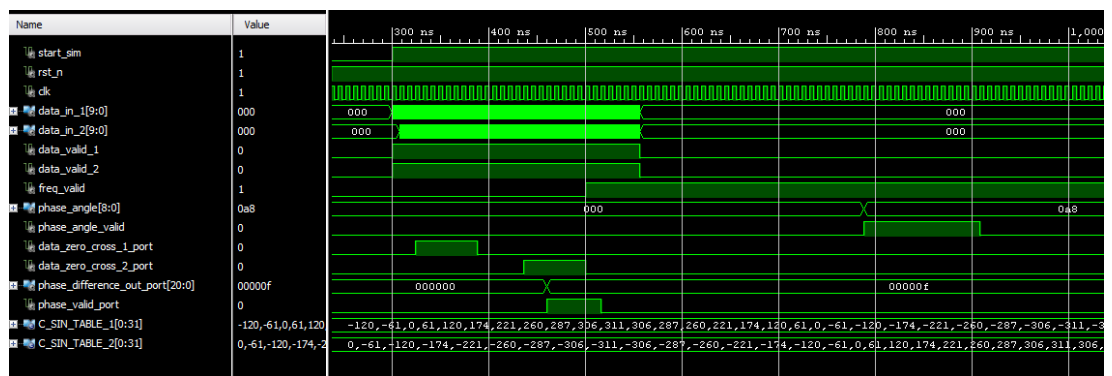 Name Value
300 ns 400 ns 500 ns 600 ns 700 ns 800 ns 900 ns 1,000
start_sim 1
rst_n 1
clk 1
data_in_1[9:0] 000 000 000
data_in_2[9:0] 000 000 000
data_valid_1 0
data_valid_2 0
freq_valid 1
phase_angle[8:0] 0a8 000 0a8
phase_angle_valid 0
data_zero_cross_1_port 0
data_zero_cross_2_port 0
phase_difference_out_port[20:0] 00000f 000000 00000f
phase_valid_port 0
C_SIN_TABLE_1[0:31] -120,-61,0,61,120 -120,-61,0,61,120,174,221,260,287,306,311,306,287,260,221,174,120,61,0,-61,-120,-174,-221,-260,-287,-306,-311,-3
C_SIN_TABLE_2[0:31] 0,-61,-120,-174,-2 0,-61,-120,-174,-221,-260,-287,-306,-311,-306,-287,-260,-221,-174,-120,-61,0,61,120,174,221,260,287,306,311,306,